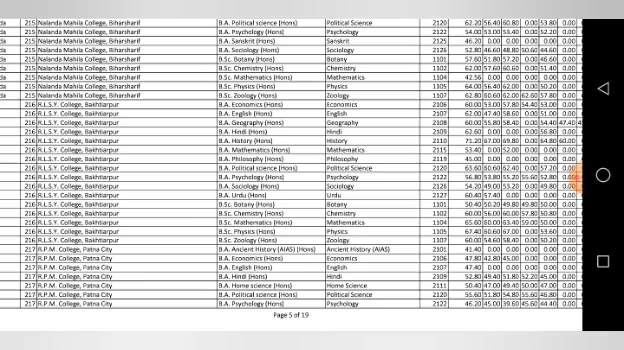 da 215 Nalanda Mahila College, Biharsharif B.A. Political science (Hons) Political Science 2120 62.20 56.40 60.80 0.00 53.80 0.00
215 Nalanda Mahila College, Biharsharif B.A. Psychology (Hons) Psychology 2122 54.00 53.00 53.40 0.00 52.20 0.00
da 215 Nalanda Mahila College, Biharsharif B.A. Sanskrit (Hons) Sanskrit 2125 46.20 0.00 0.00 0.00 0.00 0.00
da 215 Nalanda Mahila College, Biharsharif B.A. Sociology (Hons) Sociology 2126 52.80 46.60 48.80 50.60 44.60 0.00
da 215 Nalanda Mahila College, Biharsharif B.Sc. Botany (Hons) Botany 1101 57.60 51.80 57.20 0.00 46.60 0.00
da 215 Nalanda Mahila College, Biharsharif B.Sc. Chemistry (Hons) Chemistry 1102 62.00 57.60 60.60 0.00 51.40 0.00
da 215 Nalanda Mahila College, Biharsharif B.Sc. Mathematics (Hons) Mathematics 1104 42.56 0.00 0.00 0.00 0.00 0.00
da 215 Nalanda Mahila College, Biharsharif B.Sc. Physics (Hons) Physics 1105 64.00 56.40 62.00 0.00 50.20 0.00
da 215 Nalanda Mahila College, Biharsharif B.Sc. Zoology (Hons) Zoology 1107 62.80 60.60 62.00 62.60 57.80 0.00
216 R.L.S.Y. College, Bakhtiarpur B.A. Economics (Hons) Economics 2106 60.00 53.00 57.80 54.40 53.00 0.00
216 R.L.S.Y. College, Bakhtiarpur B.A. English (Hons) English 2107 62.00 47.40 58.60 0.00 51.00 0.00
216 R.L.S.Y. College, Bakhtiarpur B.A. Geography (Hons) Geography 2108 60.00 55.80 58.40 0.00 54.40 47.40
216 R.L.S.Y. College, Bakhtiarpur B.A. Hindi (Hons) Hindi 2109 62.60 0.00 0.00 0.00 56.80 0.00
216 R.L.S.Y. College, Bakhtiarpur B.A. History (Hons) History 2110 71.20 67.00 69.80 0.00 64.80 60.00
216 R.L.S.Y. College, Bakhtiarpur B.A. Mathematics (Hons) Mathematics 2115 53.40 0.00 52.00 0.00 0.00 0.00
216 R.L.S.Y. College, Bakhtiarpur B.A. Philosophy (Hons) Philosophy 2119 45.00 0.00 0.00 0.00 0.00 0.00
216 R.L.S.Y. College, Bakhtiarpur B.A. Political science (Hons) Political Science 2120 63.60 60.60 62.40 0.00 57.20 0.00
216 R.L.S.Y. College, Bakhtiarpur B.A. Psychology (Hons) Psychology 2122 56.80 53.80 55.20 55.60 52.80 0.00
216 R.L.S.Y. College, Bakhtiarpur B.A. Sociology (Hons) Sociology 2126 54.20 49.00 53.20 0.00 49.80 0.00
216 R.L.S.Y. College, Bakhtiarpur B.A. Urdu (Hons) Urdu 2127 60.40 57.40 0.00 0.00 0.00 0.00
216 R.L.S.Y. College, Bakhtiarpur B.Sc. Botany (Hons) Botany 1101 50.40 50.20 49.80 49.80 50.00 0.00
216 R.L.S.Y. College, Bakhtiarpur B.Sc. Chemistry (Hons) Chemistry 1102 60.00 56.00 60.00 57.80 50.80 0.00
216 R.L.S.Y. College, Bakhtiarpur B.Sc. Mathematics (Hons) Mathematics 1104 65.60 60.00 63.40 59.00 50.00 0.00
216 R.L.S.Y. College, Bakhtiarpur B.Sc. Physics (Hons) Physics 1105 67.40 60.60 67.00 0.00 53.60 0.00
216 R.L.S.Y. College, Bakhtiarpur B.Sc. Zoology (Hons) Zoology 1107 60.00 54.60 58.40 0.00 50.20 0.00
217 R.P.M. College, Patna City B.A. Ancient History (AIAS) (Hons) Ancient History (AIAS) 2101 41.40 0.00 0.00 0.00 0.00 0.00
217 R.P.M. College, Patna City B.A. Economics (Hons) Economics 2106 47.80 42.80 45.00 0.00 0.00 0.00
217 R.P.M. College, Patna City B.A. English (Hons) English 2107 47.40 0.00 0.00 0.00 0.00 0.00
217 R.P.M. College, Patna City B.A. Hindi (Hons) Hindi 2109 52.80 49.40 51.80 52.20 45.00 0.00
217 R.P.M. College, Patna City B.A. Home science (Hons) Home Science 2111 50.40 47.00 49.40 50.00 47.00 0.00
217 R.P.M. College, Patna City B.A. Political science (Hons) Political Science 2120 55.60 51.80 54.80 55.60 46.80 0.00
217 R.P.M. College, Patna City B.A. Psychology (Hons) Psychology 2122 46.20 45.00 39.60 45.60 44.40 0.00
Page 5 of 19